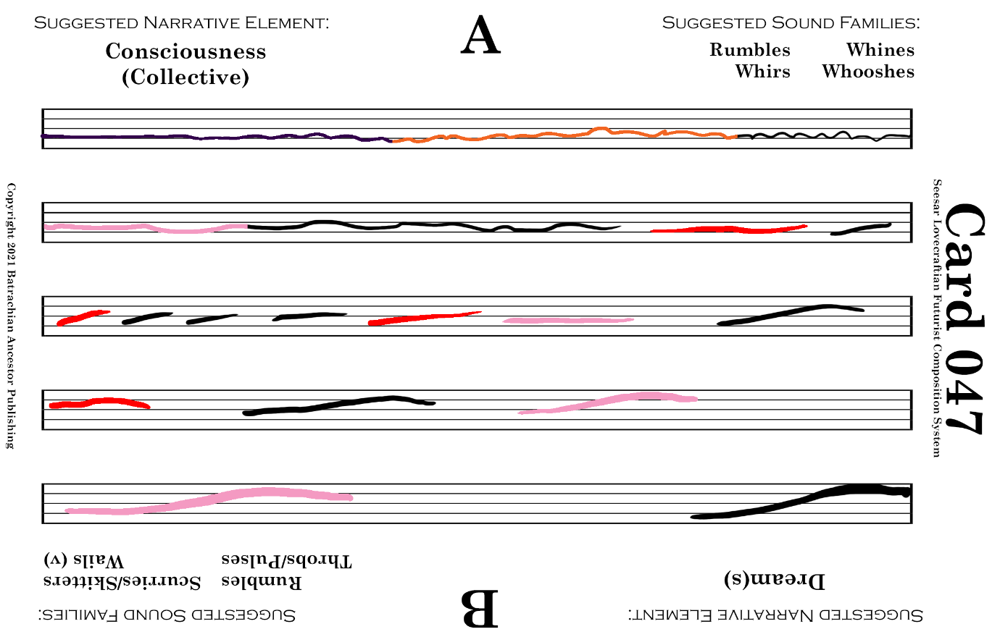 SUGGESTED NARRATIVE ELEMENT:
Consciousness
(Collective)
A
SUGGESTED SOUND FAMILIES:
Rumbles Whines
Whirs Whooshes
Copyright 2021 Batrachian Ancestor Publishing
Card 047
Seesar Lovecraftian Futurist Composition System
B
SUGGESTED NARRATIVE ELEMENT:
Dream(s)
SUGGESTED SOUND FAMILIES:
Rumbles Scurries/Skitters
Throbs/Pulses Wails (v)